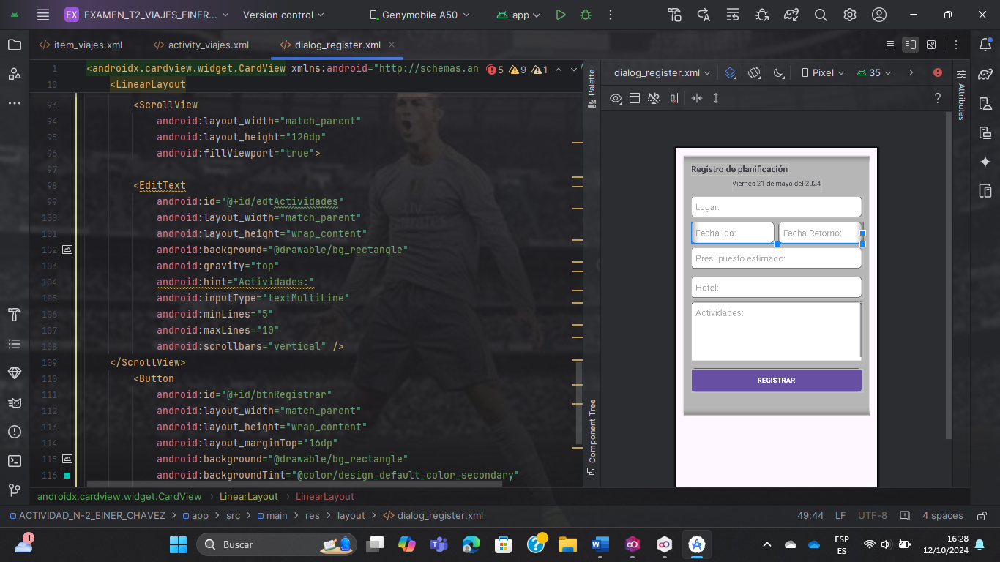 EX EXAMEN_T2_VIAJES_EINER... Version control Genymobile A50 app
item_viajes.xml activity_viajes.xml dialog_register.xml
1 <androidx.cardview.widget.CardView xmlns:android="http://schemas.an 5 9 1
10 <LinearLayout
93 <ScrollView
94 android:layout_width="match_parent"
95 android:layout_height="120dp"
96 android:fillViewport="true">
97
98 <EditText
99 android:id="@+id/edtActividades"
100 android:layout_width="match_parent"
101 android:layout_height="wrap_content"
102 android:background="@drawable/bg_rectangle"
103 android:gravity="top"
104 android:hint="Actividades:"
105 android:inputType="textMultiLine"
106 android:minLines="5"
107 android:maxLines="10"
108 android:scrollbars="vertical" />
109 </ScrollView>
110 <Button
111 android:id="@+id/btnRegistrar"
112 android:layout_width="match_parent"
113 android:layout_height="wrap_content"
114 android:layout_marginTop="16dp"
115 android:background="@drawable/bg_rectangle"
116 android:backgroundTint="@color/design_default_color_secondary"
Palette
Component Tree
dialog_register.xml Pixel 35
?
Attributes
Registro de planificación
Viernes 21 de mayo del 2024
Lugar:
Fecha Ida: Fecha Retorno:
Presupuesto estimado:
Hotel:
Actividades:
REGISTRAR
androidx.cardview.widget.CardView › LinearLayout › LinearLayout
ACTIVIDAD_N-2_EINER_CHAVEZ > app > src > main > res > layout > dialog_register.xml 49:44 LF UTF-8 4 spaces
1 Buscar ESP
ES
16:28
12/10/2024